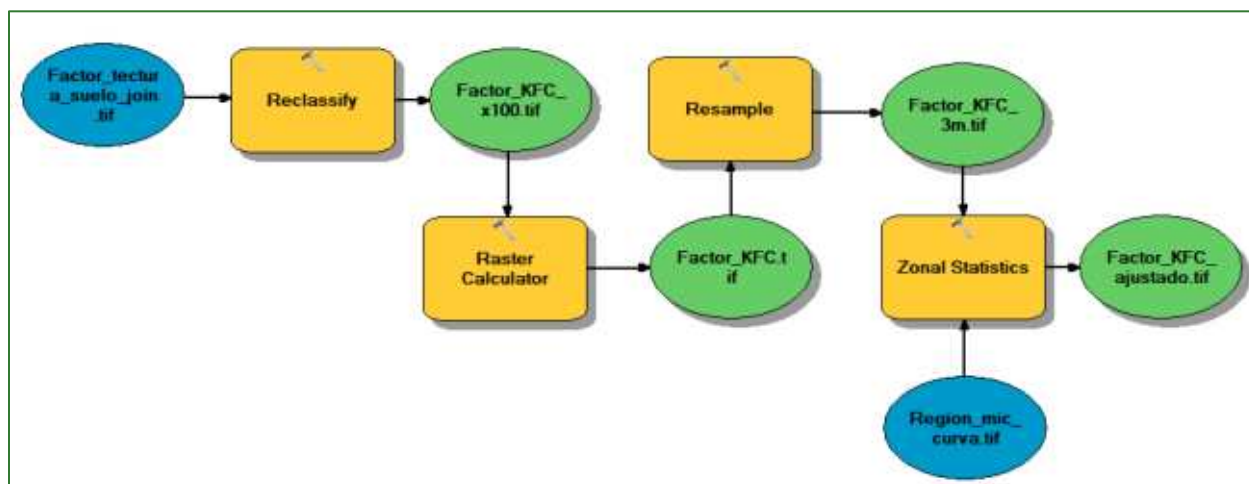 Factor_tectur
a_suelo_join
.tif
Reclassify
Factor_KFC_
x100.tif
Resample
Factor_KFC_
3m.tif
Raster
Calculator
Factor_KFC.t
if
Zonal Statistics
Factor_KFC_
ajustado.tif
Region_mic_
curva.tif